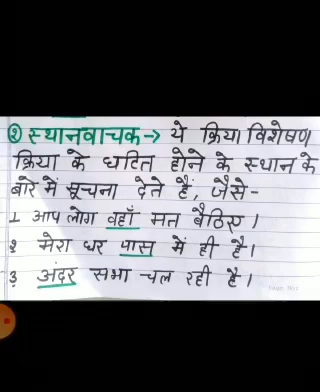 ② स्थानवाचक → ये क्रिया विशेषण
क्रिया के घटित होने के स्थान के
बारे में सूचना देते हैं, जैसे -
1 आप लोग वहाँ मत बैठिए।
2 मेरा घर पास में ही है।
3 अंदर सभा चल रही है।